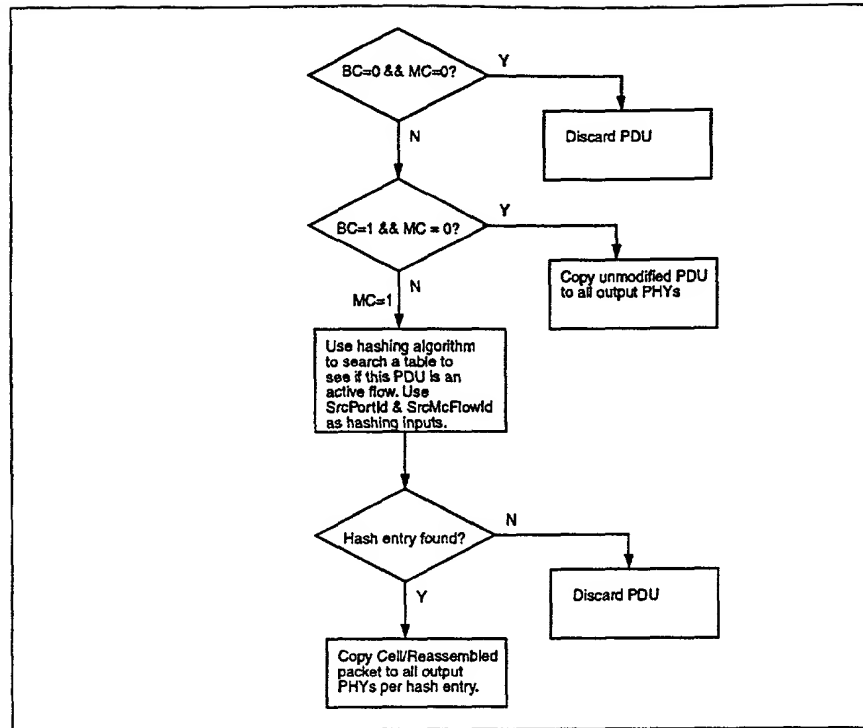 BC=0 && MC=0?
Y
Discard PDU
N
BC=1 && MC = 0?
Y
Copy unmodified PDU
to all output PHYs
N
MC=1
Use hashing algorithm
to search a table to
see if this PDU is an
active flow. Use
SrcPortId & SrcMcFlowId
as hashing inputs.
Hash entry found?
N
Discard PDU
Y
Copy Cell/Reassembled
packet to all output
PHYs per hash entry.